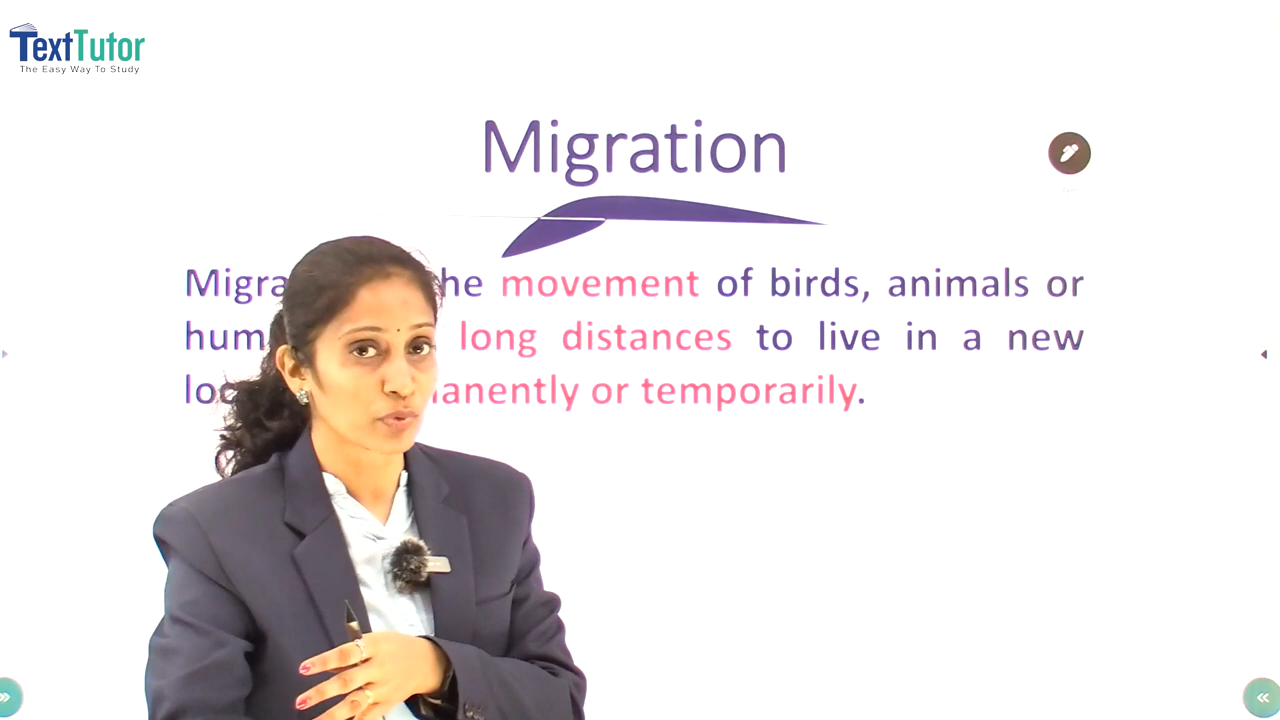 TextTutor
The Easy Way To Study
Migration
he movement of birds, animals or
long distances to live in a new
or temporarily.